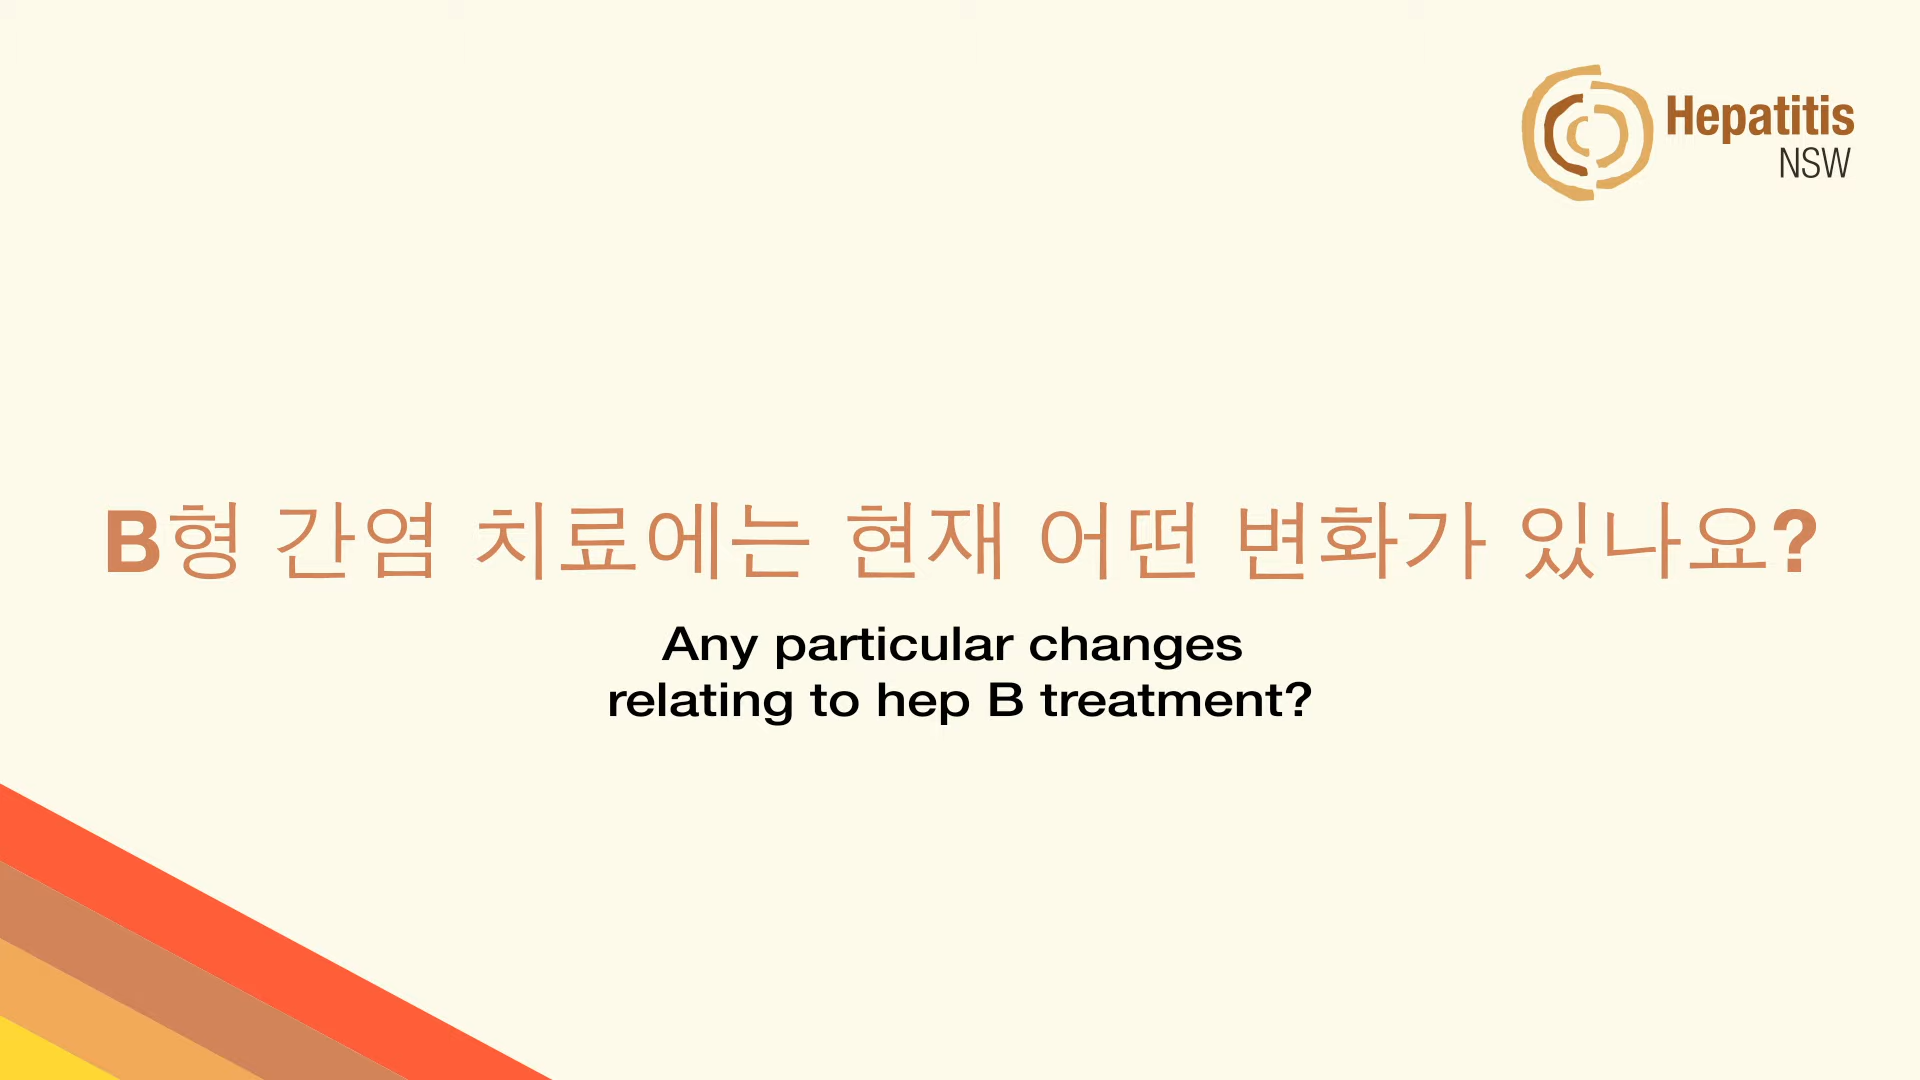 Hepatitis
NSW
B형 간염 치료에는 현재 어떤 변화가 있나요?
Any particular changes
relating to hep B treatment?